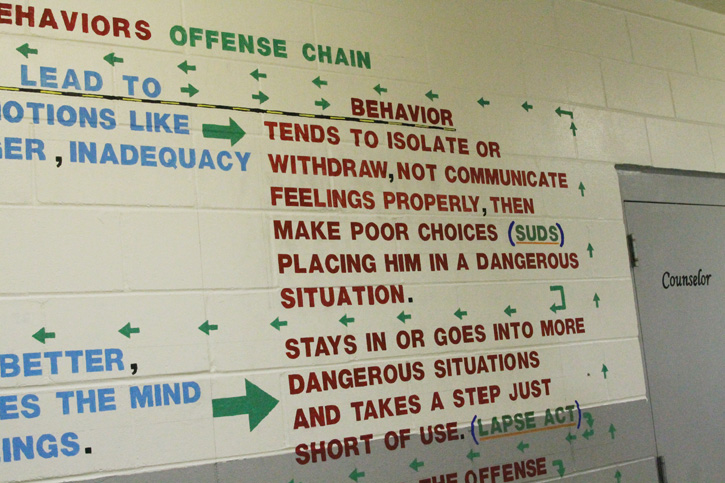 EHAVIORS OFFENSE CHAIN
LEAD TO
BEHAVIOR
OTIONS LIKE
GER, INADEQUACY
TENDS TO ISOLATE OR
WITHDRAW, NOT COMMUNICATE
FEELINGS PROPERLY, THEN
MAKE POOR CHOICES (SUDS)
PLACING HIM IN A DANGEROUS
SITUATION.
Counselor
BETTER,
ES THE MIND
INGS.
STAYS IN OR GOES INTO MORE
DANGEROUS SITUATIONS
AND TAKES A STEP JUST
SHORT OF USE. (LAPSE ACT)
THE OFFENSE